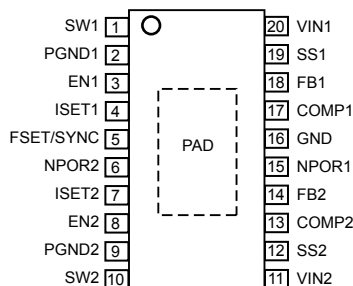 SW1 1 20 VIN1
PGND1 2 19 SS1
EN1 3 18 FB1
ISET1 4 17 COMP1
FSET/SYNC 5 PAD 16 GND
NPOR2 6 15 NPOR1
ISET2 7 14 FB2
EN2 8 13 COMP2
PGND2 9 12 SS2
SW2 10 11 VIN2